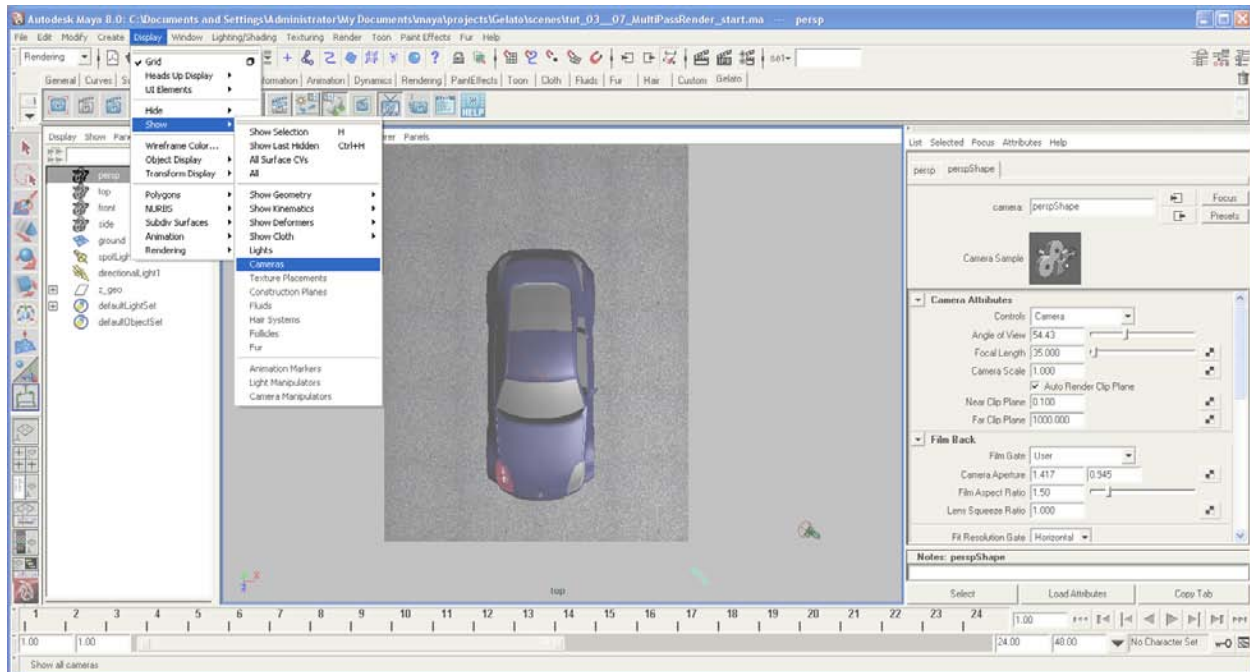 Autodesk Maya 8.0: C:\Documents and Settings\Administrator\My Documents\maya\projects\Gelato\scenes\tut_03__07_MultiPassRender_start.ma --- persp
File Edit Modify Create Display Window Lighting/Shading Texturing Render Toon Paint Effects Fur Help
Rendering
sel*
General Curves
Animation Dynamics Rendering PaintEffects Toon Cloth Fluids Fur Hair Custom Gelato
HELP
Grid
Heads Up Display
UI Elements
Hide
Show
Wireframe Color...
Object Display
Transform Display
Polygons
NURBS
Subdiv Surfaces
Animation
Rendering
Show Selection H
Show Last Hidden Ctrl+H
All Surface CVs
All
Show Geometry
Show Kinematics
Show Deformers
Show Cloth
Lights
Cameras
Texture Placements
Construction Planes
Fluids
Hair Systems
Follicles
Fur
Animation Markers
Light Manipulators
Camera Manipulators
Display Show
Panels
persp
top
front
side
ground
directionalLight1
z_geo
defaultLightSet
defaultObjectSet
top
List Selected Focus Attributes Help
persp perspShape
camera: perspShape
Focus
Presets
Camera Sample
Camera Attributes
Controls Camera
Angle of View 54.43
Focal Length 35.000
Camera Scale 1.000
Auto Render Clip Plane
Near Clip Plane 0.100
Far Clip Plane 1000.000
Film Back
Film Gate User
Camera Aperture 1.417 0.945
Film Aspect Ratio 1.50
Lens Squeeze Ratio 1.000
Fit Resolution Gate Horizontal
Notes: perspShape
Select Load Attributes Copy Tab
1 2 3 4 5 6 7 8 9 10 11 12 13 14 15 16 17 18 19 20 21 22 23 24
1.00
1.00 1.00 24.00 48.00 No Character Set
Show all cameras